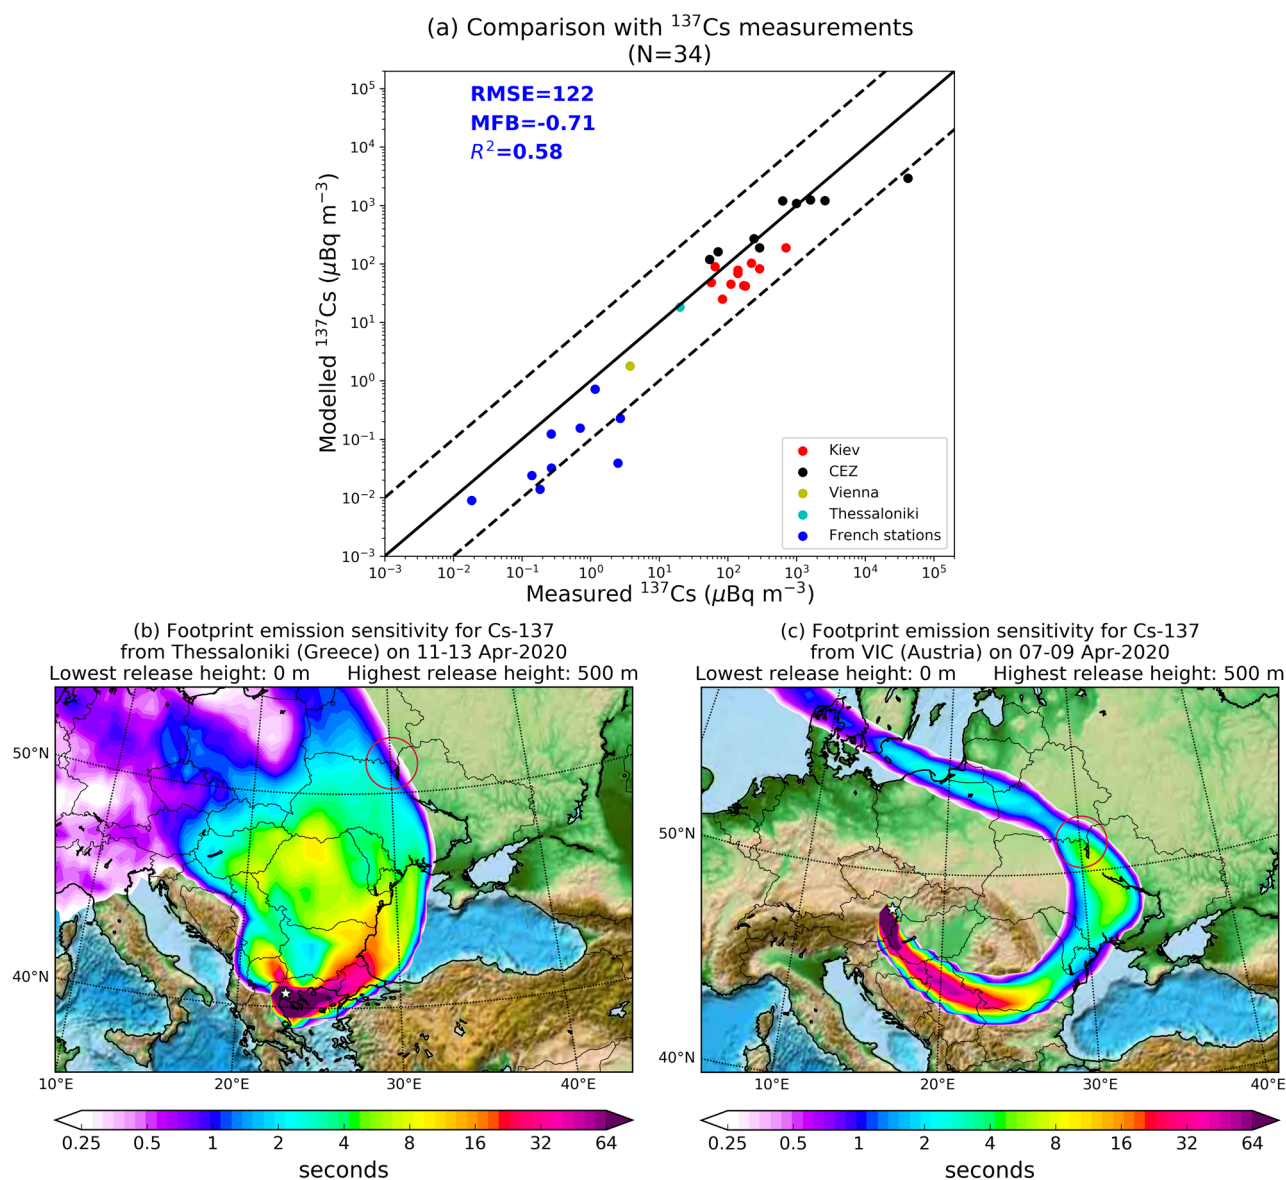 (a) Comparison with ¹³⁷Cs measurements
(N=34)
RMSE=122
MFB=-0.71
R²=0.58
Modelled ¹³⁷Cs (μBq m⁻³)
10⁵
10⁴
10³
10²
10¹
10⁰
10⁻¹
10⁻²
10⁻³
Kiev
CEZ
Vienna
Thessaloniki
French stations
10⁻³ 10⁻² 10⁻¹ 10⁰ 10¹ 10² 10³ 10⁴ 10⁵
Measured ¹³⁷Cs (μBq m⁻³)
(b) Footprint emission sensitivity for Cs-137
from Thessaloniki (Greece) on 11-13 Apr-2020
Lowest release height: 0 m Highest release height: 500 m
50°N
40°N
10°E 20°E 30°E 40°E
0.25 0.5 1 2 4 8 16 32 64
seconds
(c) Footprint emission sensitivity for Cs-137
from VIC (Austria) on 07-09 Apr-2020
Lowest release height: 0 m Highest release height: 500 m
50°N
40°N
10°E 20°E 30°E 40°E
0.25 0.5 1 2 4 8 16 32 64
seconds